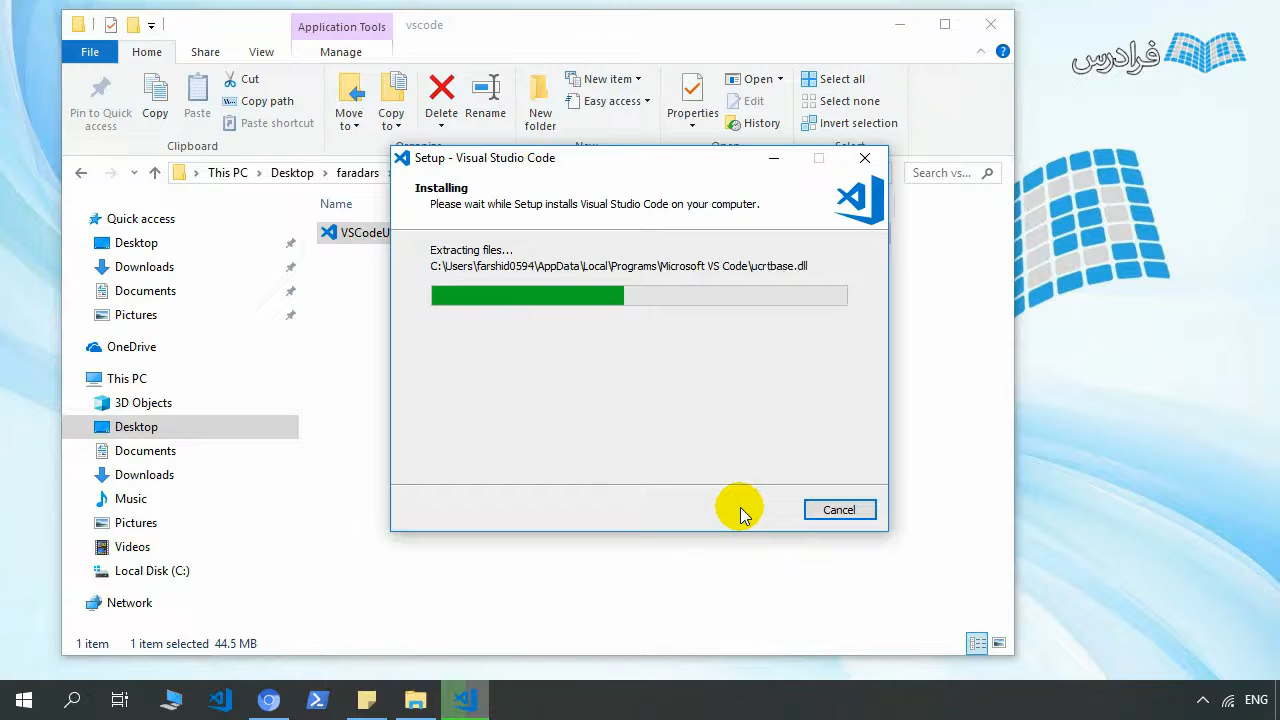 Application Tools
vscode
File
Home
Share
View
Manage
Pin to Quick access
Copy
Paste
Cut
Copy path
Paste shortcut
Clipboard
Move to
Copy to
Delete
Rename
New folder
New item
Easy access
Properties
Open
Edit
History
Select all
Select none
Invert selection
فرادرس
This PC
Desktop
faradars
Search vs...
Name
VSCodeU
Quick access
Desktop
Downloads
Documents
Pictures
OneDrive
This PC
3D Objects
Desktop
Documents
Downloads
Music
Pictures
Videos
Local Disk (C:)
Network
1 item
1 item selected
44.5 MB
Setup - Visual Studio Code
Installing
Please wait while Setup installs Visual Studio Code on your computer.
Extracting files...
C:\Users\farshid0594\AppData\Local\Programs\Microsoft VS Code\ucrtbase.dll
Cancel
ENG